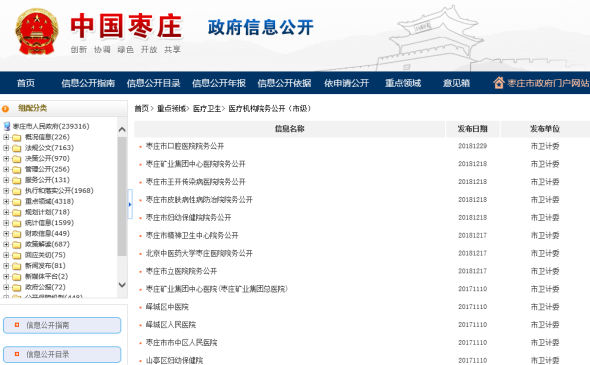 中国枣庄
创新 协调 绿色 开放 共享
政府信息公开
首页 信息公开指南 信息公开目录 信息公开年报 信息公开依据 依申请公开 重点领域 意见箱 枣庄市政府门户网站
细配分类
枣庄市人民政府(239316)
概况信息(226)
法规公文(7163)
决策公开(970)
管理公开(256)
服务公开(131)
执行和落实公开(1968)
重点领域(4318)
规划计划(718)
统计信息(1599)
财政信息(449)
政策解读(687)
回应关切(75)
新闻发布(81)
新媒体平台(2)
政府公报(72)
信息公开指南
信息公开目录
首页> 重点领域> 医疗卫生> 医疗机构院务公开（市级）
信息名称 发布日期 发布单位
枣庄市口腔医院院务公开 20181229 市卫计委
枣庄矿业集团中心医院院务公开 20181218 市卫计委
枣庄市王开传染病医院院务公开 20181218 市卫计委
枣庄市皮肤病性病防治院院务公开 20181218 市卫计委
枣庄市妇幼保健院院务公开 20181217 市卫计委
枣庄市精神卫生中心院务公开 20181217 市卫计委
北京中医药大学枣庄医院院务公开 20181217 市卫计委
枣庄市立医院院务公开 20181217 市卫计委
枣庄矿业集团中心医院(枣庄矿业集团总医院) 20171110 市卫计委
峄城区中医院 20171110 市卫计委
峄城区人民医院 20171110 市卫计委
枣庄市市中区人民医院 20171110 市卫计委
山亭区妇幼保健院 20171110 市卫计委